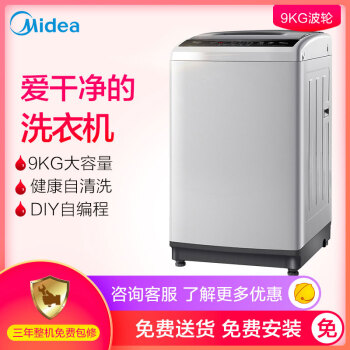 Midea
9KG波轮
爱干净的
洗衣机
9KG大容量
健康自清洗
DIY自编程
咨询客服 了解更多优惠
三年整机免费包修
免费送货 免费安装
免